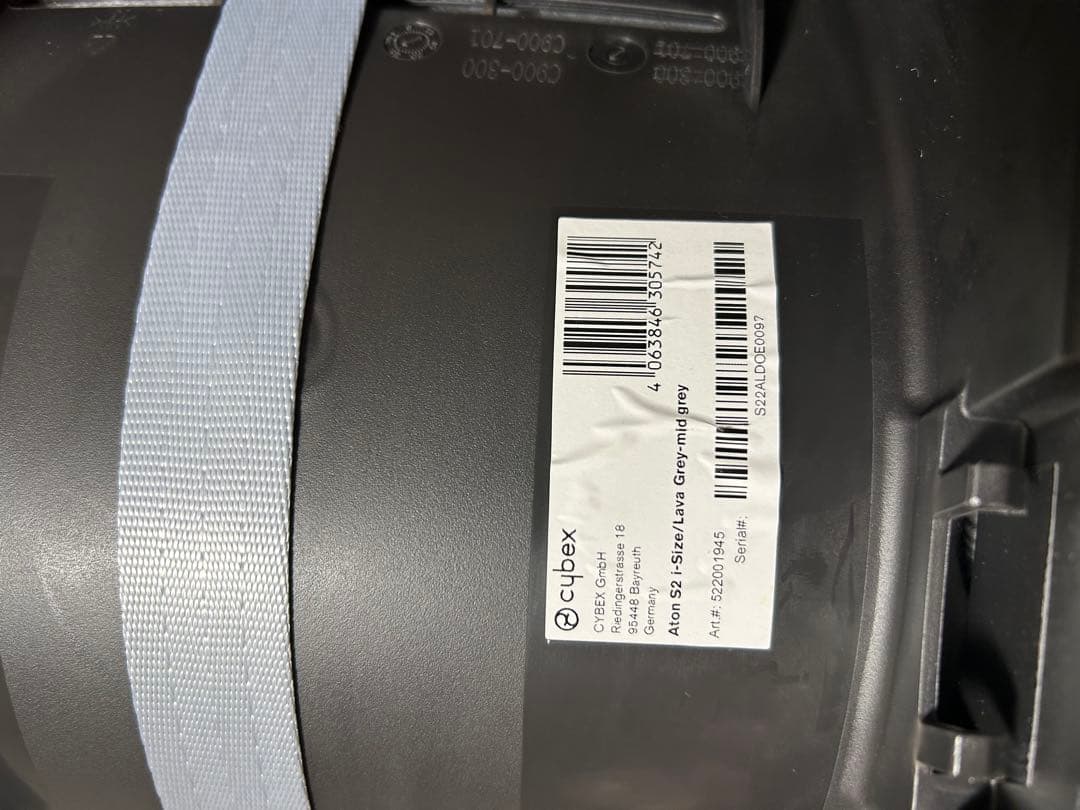 cybex
CYBEX GmbH
Riedingerstrasse 18
95448 Bayreuth
Germany
4 063846 305742
Aton S2 i-Size/Lava Grey-mid grey
Art.#: 522001945
Serial#:
S22ALDOE0097
C900-701
C900-300
2